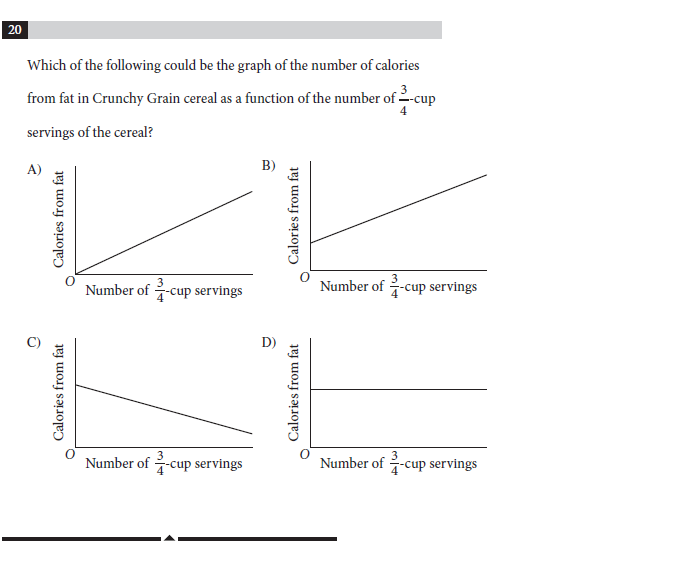 20
Which of the following could be the graph of the number of calories
from fat in Crunchy Grain cereal as a function of the number of 3/4-cup
servings of the cereal?
A)
Calories from fat
O
Number of 3/4-cup servings
B)
Calories from fat
O
Number of 3/4-cup servings
C)
Calories from fat
O
Number of 3/4-cup servings
D)
Calories from fat
O
Number of 3/4-cup servings